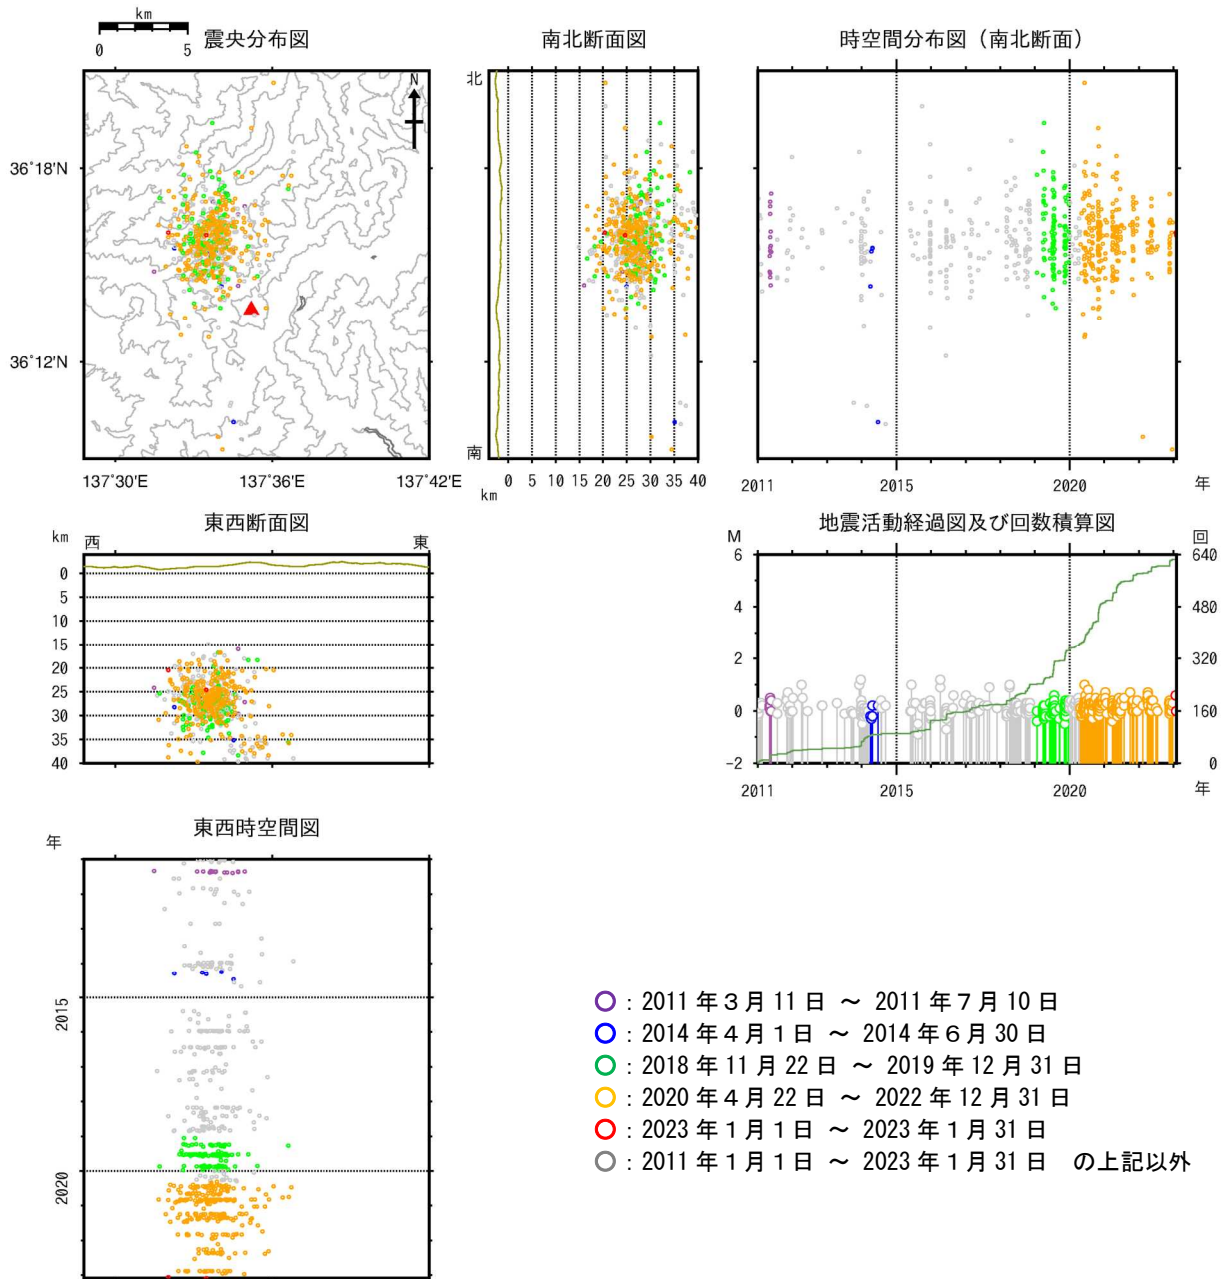 km
0 5
震央分布図
N
36°18'N
36°12'N
137°30'E 137°36'E 137°42'E
南北断面図
北
南
0 5 10 15 20 25 30 35 40
km
時空間分布図（南北断面）
2011 2015 2020 年
東西断面図
km 西 東
0
5
10
15
20
25
30
35
40
地震活動経過図及び回数積算図
M 回
6 640
4 480
2 320
0 160
-2 0
2011 2015 2020 年
東西時空間図
年
2015
2020
：2011 年３月 11 日 ～ 2011 年７月 10 日
：2014 年４月１日 ～ 2014 年６月 30 日
：2018 年 11 月 22 日 ～ 2019 年 12 月 31 日
：2020 年４月 22 日 ～ 2022 年 12 月 31 日
：2023 年１月１日 ～ 2023 年１月 31 日
：2011 年１月１日 ～ 2023 年１月 31 日 の上記以外